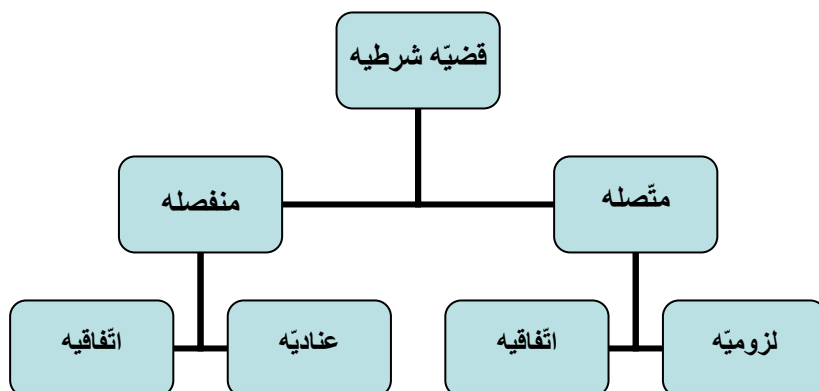 قضیّه شرطیه
متّصله
منفصله
لزومیّه
اتّفاقیه
عنادیّه
اتّفاقیه